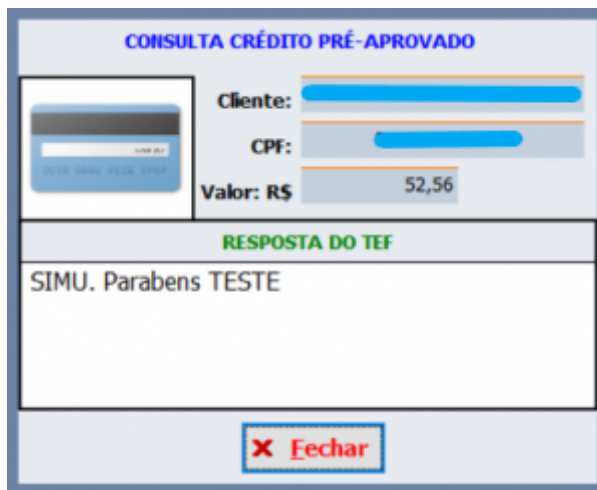 CONSULTA CRÉDITO PRÉ-APROVADO
Cliente:
CPF:
Valor: R$ 52,56
RESPOSTA DO TEF
SIMU. Parabens TESTE
X Fechar